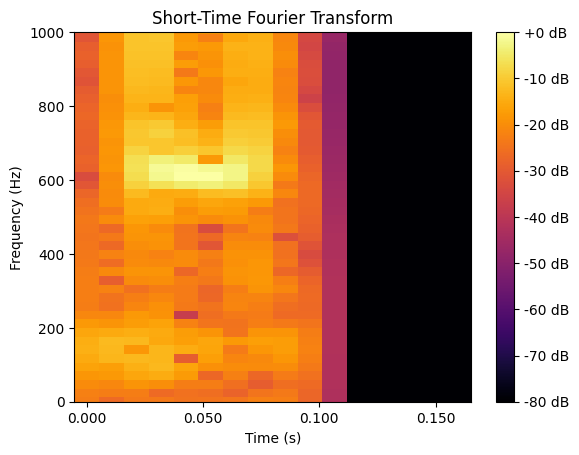 Short-Time Fourier Transform
1000
800
600
400
200
0
Frequency (Hz)
0.000
0.050
0.100
0.150
Time (s)
+0 dB
-10 dB
-20 dB
-30 dB
-40 dB
-50 dB
-60 dB
-70 dB
-80 dB